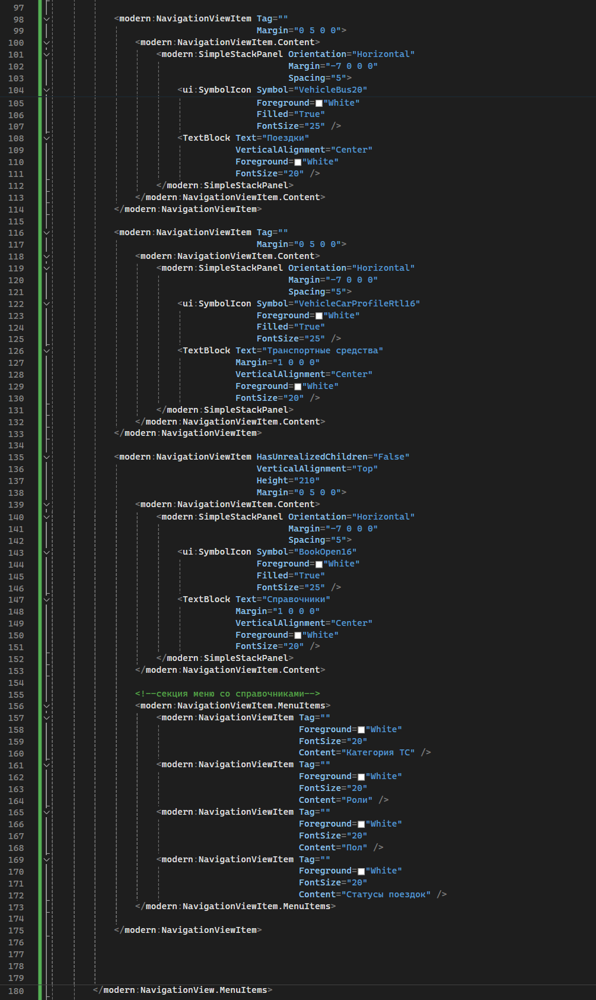 97
98 <modern:NavigationViewItem Tag=""
99 Margin="0 5 0 0">
100 <modern:NavigationViewItem.Content>
101 <modern:SimpleStackPanel Orientation="Horizontal"
102 Margin="-7 0 0 0"
103 Spacing="5">
104 <ui:SymbolIcon Symbol="VehicleBus20"
105 Foreground="White"
106 Filled="True"
107 FontSize="25" />
108 <TextBlock Text="Поездки"
109 VerticalAlignment="Center"
110 Foreground="White"
111 FontSize="20" />
112 </modern:SimpleStackPanel>
113 </modern:NavigationViewItem.Content>
114 </modern:NavigationViewItem>
115
116 <modern:NavigationViewItem Tag=""
117 Margin="0 5 0 0">
118 <modern:NavigationViewItem.Content>
119 <modern:SimpleStackPanel Orientation="Horizontal"
120 Margin="-7 0 0 0"
121 Spacing="5">
122 <ui:SymbolIcon Symbol="VehicleCarProfileRtl16"
123 Foreground="White"
124 Filled="True"
125 FontSize="25" />
126 <TextBlock Text="Транспортные средства"
127 Margin="1 0 0 0"
128 VerticalAlignment="Center"
129 Foreground="White"
130 FontSize="20" />
131 </modern:SimpleStackPanel>
132 </modern:NavigationViewItem.Content>
133 </modern:NavigationViewItem>
134
135 <modern:NavigationViewItem HasUnrealizedChildren="False"
136 VerticalAlignment="Top"
137 Height="210"
138 Margin="0 5 0 0">
139 <modern:NavigationViewItem.Content>
140 <modern:SimpleStackPanel Orientation="Horizontal"
141 Margin="-7 0 0 0"
142 Spacing="5">
143 <ui:SymbolIcon Symbol="BookOpen16"
144 Foreground="White"
145 Filled="True"
146 FontSize="25" />
147 <TextBlock Text="Справочники"
148 Margin="1 0 0 0"
149 VerticalAlignment="Center"
150 Foreground="White"
151 FontSize="20" />
152 </modern:SimpleStackPanel>
153 </modern:NavigationViewItem.Content>
154
155 <!--секция меню со справочниками-->
156 <modern:NavigationViewItem.MenuItems>
157 <modern:NavigationViewItem Tag=""
158 Foreground="White"
159 FontSize="20"
160 Content="Категория ТС" />
161 <modern:NavigationViewItem Tag=""
162 Foreground="White"
163 FontSize="20"
164 Content="Роли" />
165 <modern:NavigationViewItem Tag=""
166 Foreground="White"
167 FontSize="20"
168 Content="Пол" />
169 <modern:NavigationViewItem Tag=""
170 Foreground="White"
171 FontSize="20"
172 Content="Статусы поездок" />
173 </modern:NavigationViewItem.MenuItems>
174
175 </modern:NavigationViewItem>
176
177
178
179
180 </modern:NavigationView.MenuItems>